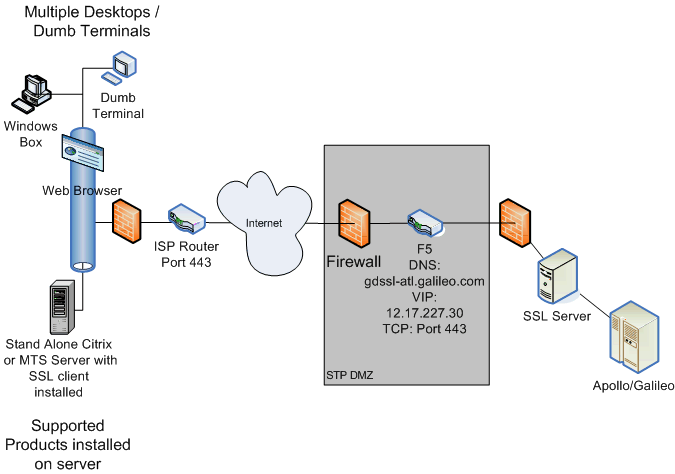 Multiple Desktops /
Dumb Terminals
Dumb
Terminal
Windows
Box
Web Browser
ISP Router
Port 443
Internet
Firewall
F5
DNS:
gdssl-atl.galileo.com
VIP:
12.17.227.30
TCP: Port 443
STP DMZ
SSL Server
Apollo/Galileo
Stand Alone Citrix
or MTS Server with
SSL client
installed
Supported
Products installed
on server